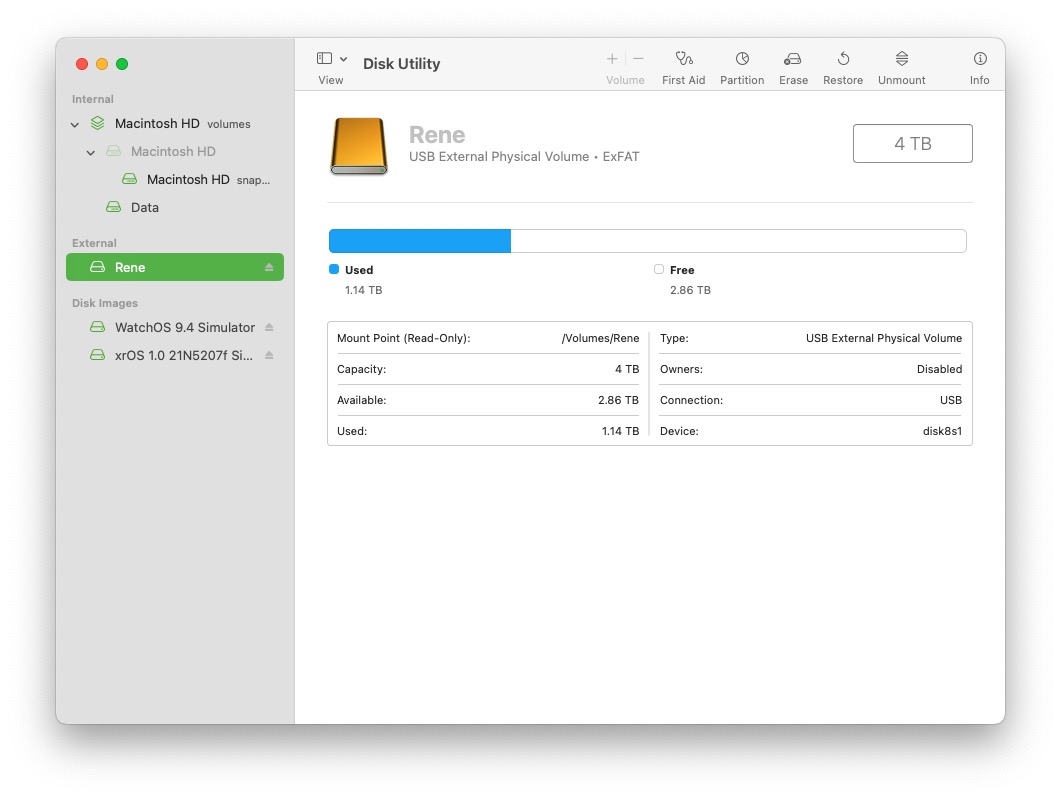 View
Disk Utility
Volume
First Aid
Partition
Erase
Restore
Unmount
Info
Internal
Macintosh HD volumes
Macintosh HD
Macintosh HD snap...
Data
External
Rene
Disk Images
WatchOS 9.4 Simulator
xrOS 1.0 21N5207f Si...
Rene
USB External Physical Volume • ExFAT
4 TB
Used
1.14 TB
Free
2.86 TB
Mount Point (Read-Only): /Volumes/Rene
Capacity: 4 TB
Available: 2.86 TB
Used: 1.14 TB
Type: USB External Physical Volume
Owners: Disabled
Connection: USB
Device: disk8s1